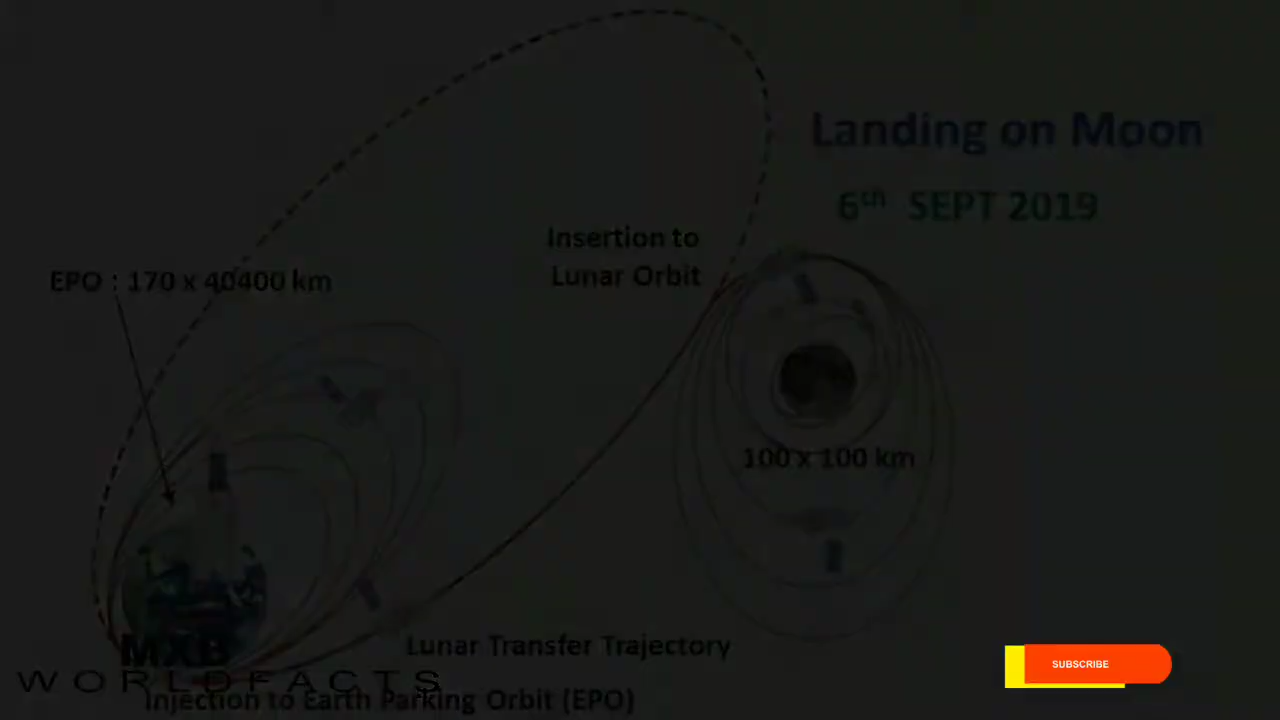 Landing on Moon
6th SEPT 2019
Insertion to
Lunar Orbit
EPO : 170 x 40400 km
100 x 100 km
Lunar Transfer Trajectory
MXB
WORLDFACTS
Injection to Earth Parking Orbit (EPO)
SUBSCRIBE